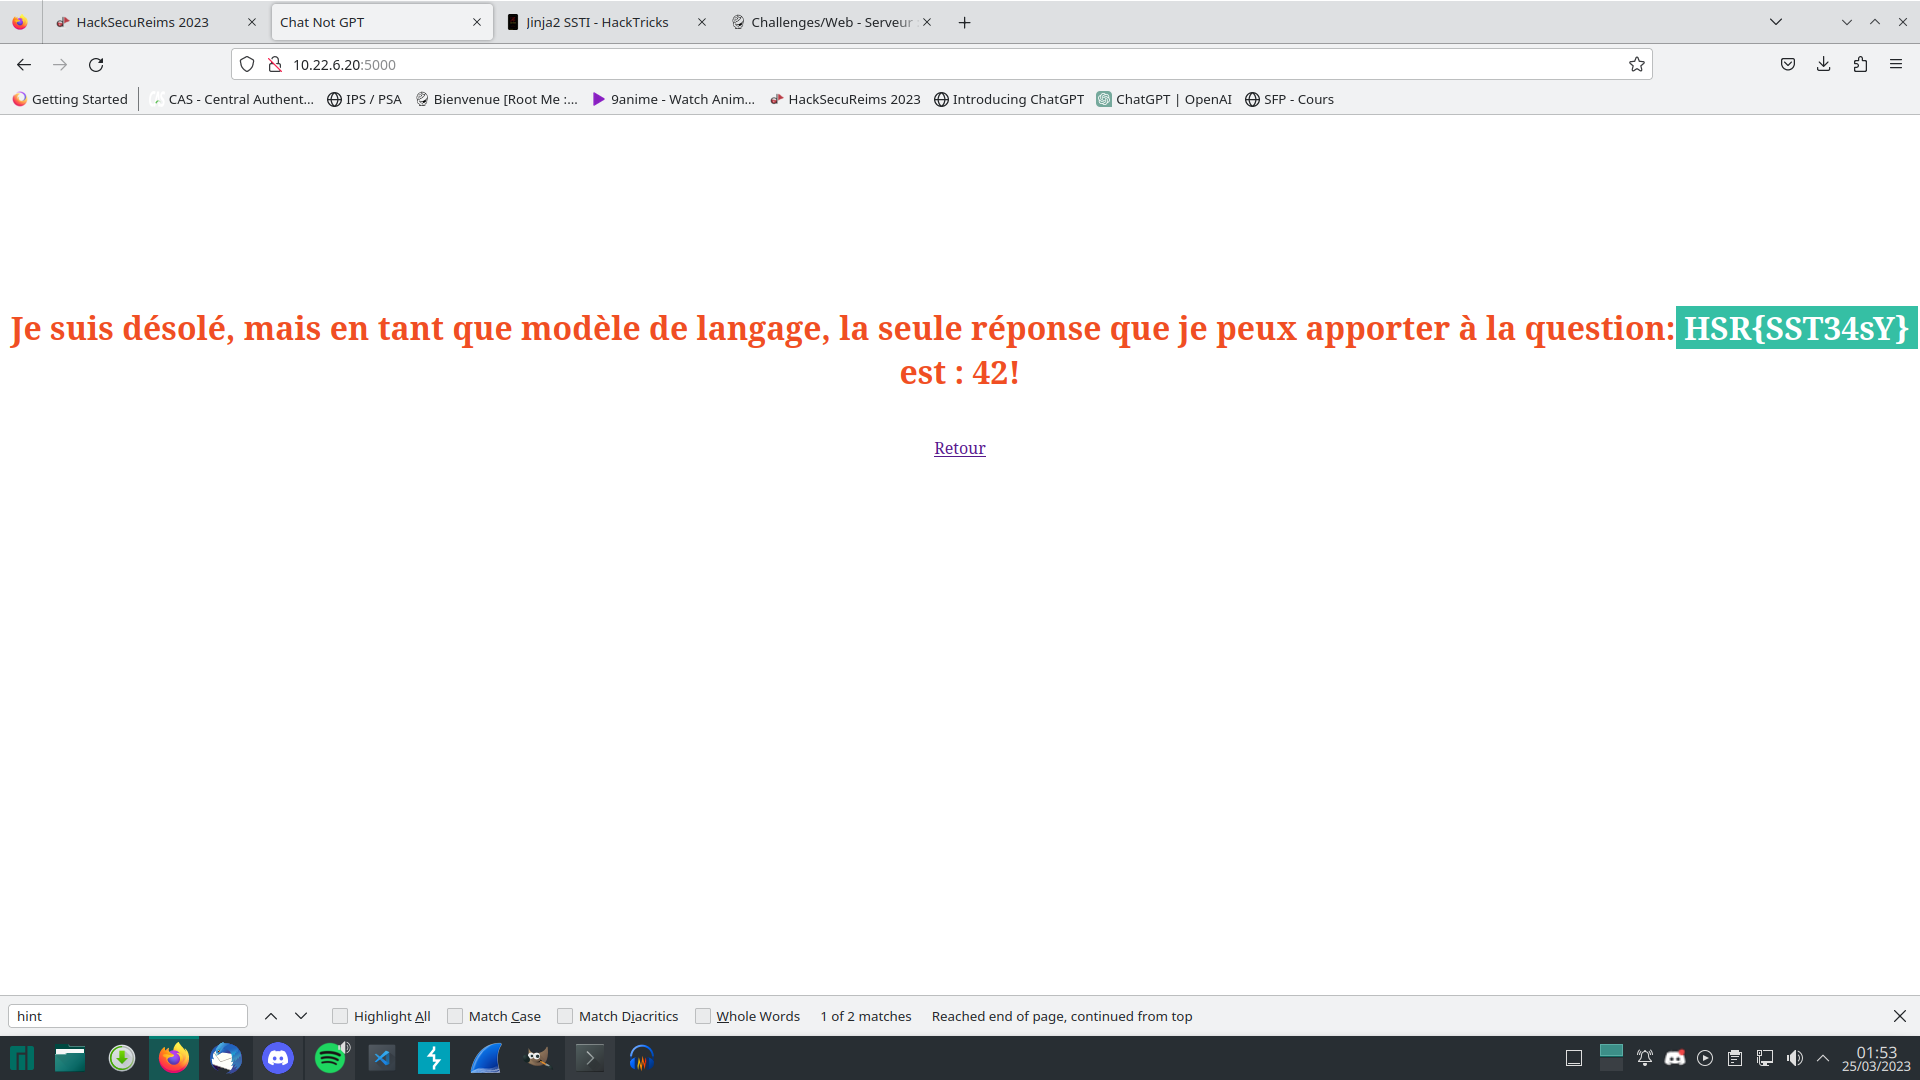 HackSecuReims 2023
Chat Not GPT
Jinja2 SSTI - HackTricks
Challenges/Web - Serveur
10.22.6.20:5000
Getting Started
CAS - Central Authent...
IPS / PSA
Bienvenue [Root Me :...
9anime - Watch Anim...
HackSecuReims 2023
Introducing ChatGPT
ChatGPT | OpenAI
SFP - Cours
Je suis désolé, mais en tant que modèle de langage, la seule réponse que je peux apporter à la question: HSR{SST34sY}
est : 42!
Retour
hint
Highlight All
Match Case
Match Diacritics
Whole Words
1 of 2 matches
Reached end of page, continued from top
01:53
25/03/2023